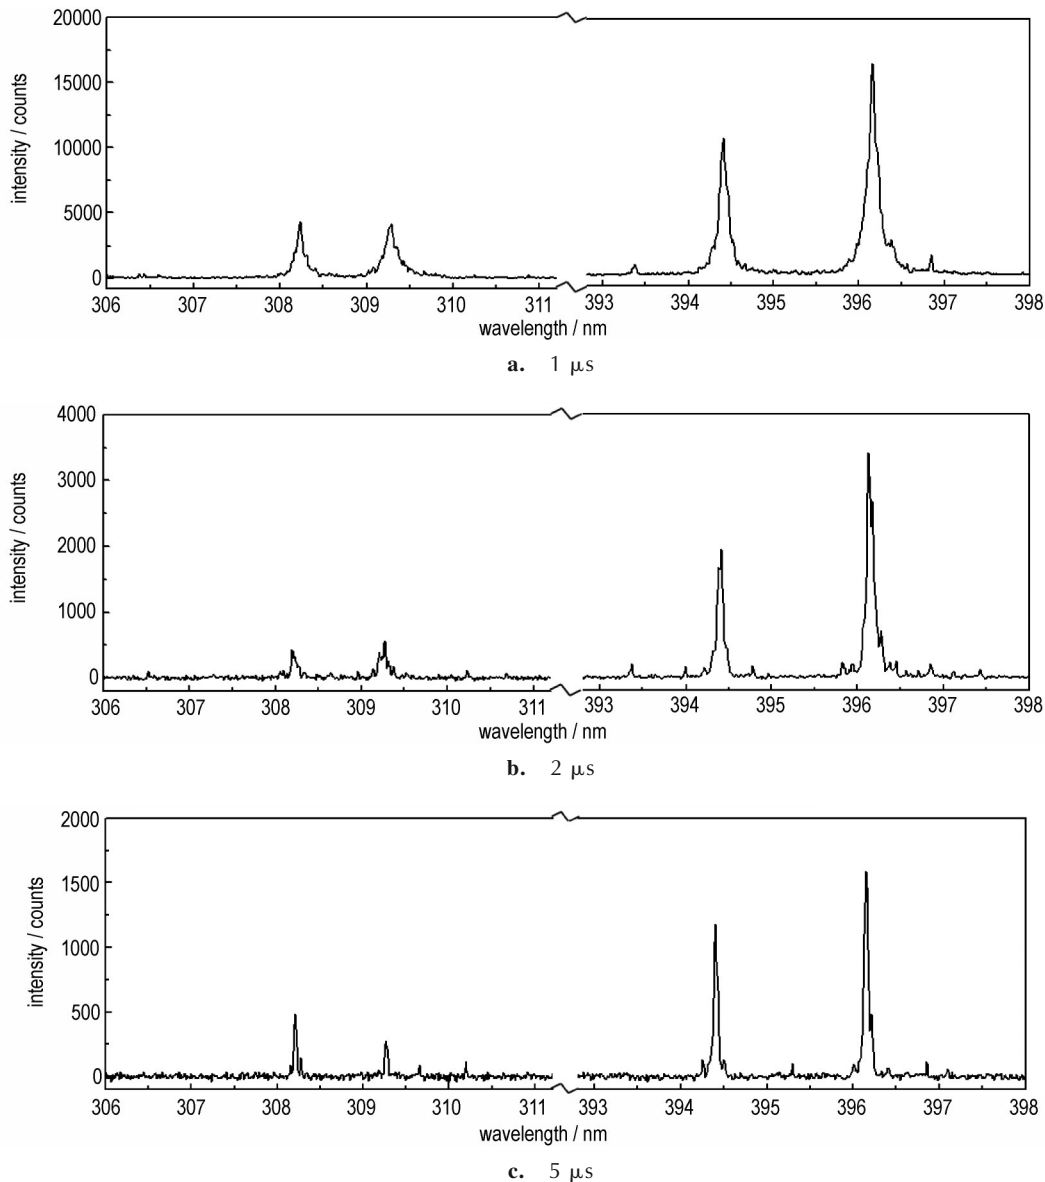 20000
15000
10000
5000
0
intensity / counts
306 307 308 309 310 311 393 394 395 396 397 398
wavelength / nm
a. 1 μs
4000
3000
2000
1000
0
intensity / counts
306 307 308 309 310 311 393 394 395 396 397 398
wavelength / nm
b. 2 μs
2000
1500
1000
500
0
intensity / counts
306 307 308 309 310 311 393 394 395 396 397 398
wavelength / nm
c. 5 μs